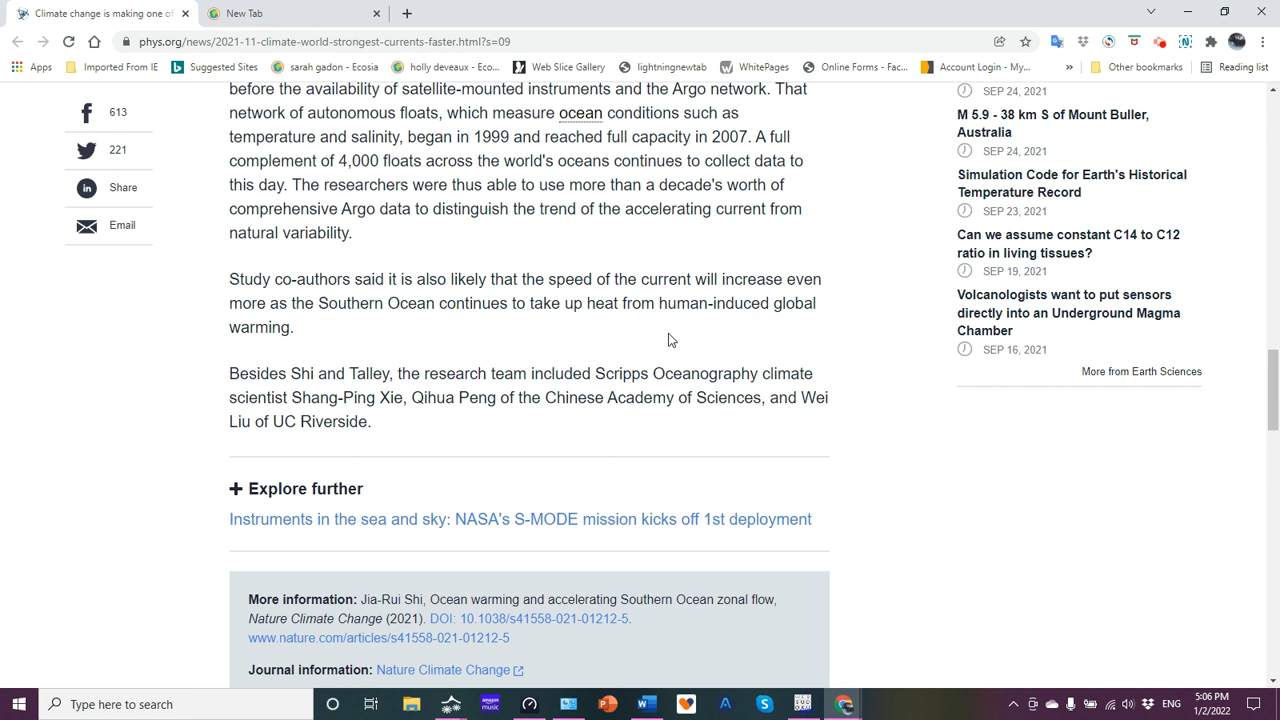 Climate change is making one of
New Tab
phys.org/news/2021-11-climate-world-strongest-currents-faster.html?s=09
Apps
Imported From IE
Suggested Sites
sarah gadon - Ecosia
holly deveaux - Eco...
Web Slice Gallery
lightningnewtab
WhitePages
Online Forms - Fac...
Account Login - My...
»
Other bookmarks
Reading list
613
221
Share
Email
before the availability of satellite-mounted instruments and the Argo network. That
network of autonomous floats, which measure ocean conditions such as
temperature and salinity, began in 1999 and reached full capacity in 2007. A full
complement of 4,000 floats across the world's oceans continues to collect data to
this day. The researchers were thus able to use more than a decade's worth of
comprehensive Argo data to distinguish the trend of the accelerating current from
natural variability.
Study co-authors said it is also likely that the speed of the current will increase even
more as the Southern Ocean continues to take up heat from human-induced global
warming.
Besides Shi and Talley, the research team included Scripps Oceanography climate
scientist Shang-Ping Xie, Qihua Peng of the Chinese Academy of Sciences, and Wei
Liu of UC Riverside.
Explore further
Instruments in the sea and sky: NASA's S-MODE mission kicks off 1st deployment
More information: Jia-Rui Shi, Ocean warming and accelerating Southern Ocean zonal flow,
Nature Climate Change (2021). DOI: 10.1038/s41558-021-01212-5.
www.nature.com/articles/s41558-021-01212-5
Journal information: Nature Climate Change
SEP 24, 2021
M 5.9 - 38 km S of Mount Buller,
Australia
SEP 24, 2021
Simulation Code for Earth's Historical
Temperature Record
SEP 23, 2021
Can we assume constant C14 to C12
ratio in living tissues?
SEP 19, 2021
Volcanologists want to put sensors
directly into an Underground Magma
Chamber
SEP 16, 2021
More from Earth Sciences
Type here to search
amazon
music
SUDOKU
ENG
5:06 PM
1/2/2022